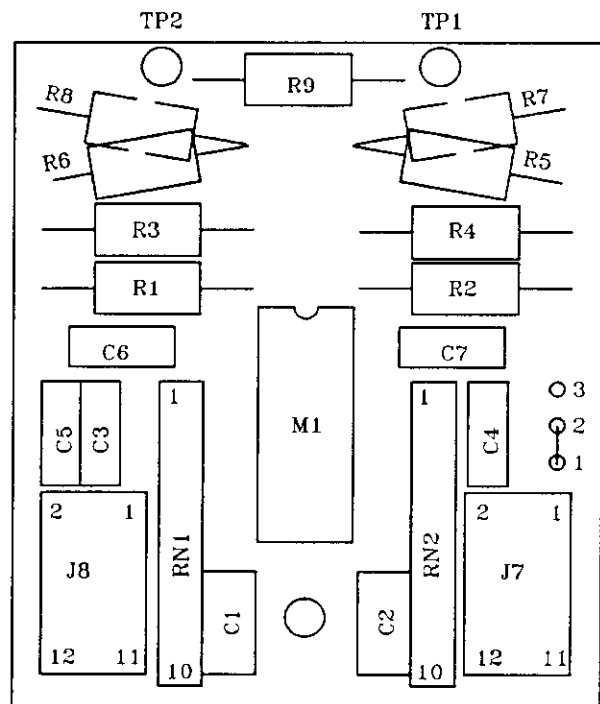 TP2 TP1
R9
R8 R7
R6 R5
R3 R4
R1 R2
C6 C7
1 1 3
C5 C3 M1 C4 2
1
2 1 RN1 RN2 2 1
J8 J7
C1 C2
12 11 10 10 12 11